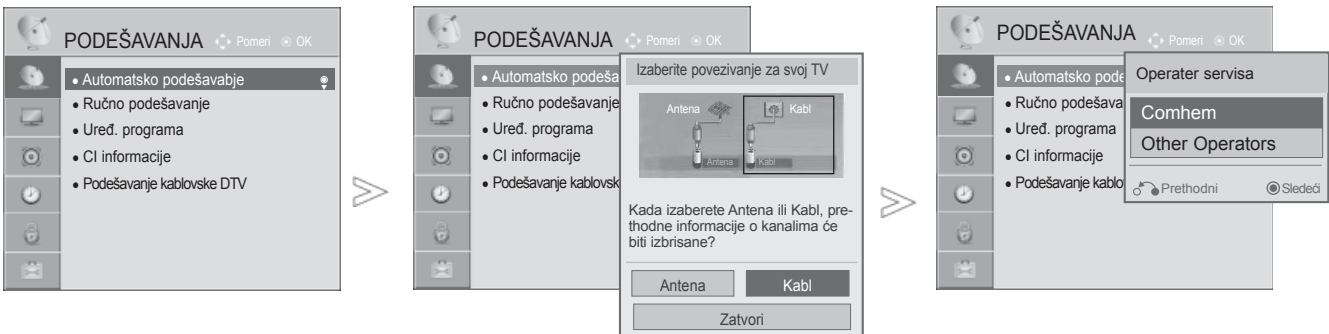 PODEŠAVANJA Pomeri OK
• Automatsko podešavabje
• Ručno podešavanje
• Uređ. programa
• CI informacije
• Podešavanje kablovske DTV
PODEŠAVANJA Pomeri OK
• Automatsko podeša
• Ručno podešavanje
• Uređ. programa
• CI informacije
• Podešavanje kablovsk
Izaberite povezivanje za svoj TV
Antena Kabl
Antena Kabl
Kada izaberete Antena ili Kabl, pre-
thodne informacije o kanalima će
biti izbrisane?
Antena Kabl
Zatvori
PODEŠAVANJA Pomeri OK
• Automatsko pode
• Ručno podešava
• Uređ. programa
• CI informacije
• Podešavanje kablo
Operater servisa
Comhem
Other Operators
Prethodni Sledeći